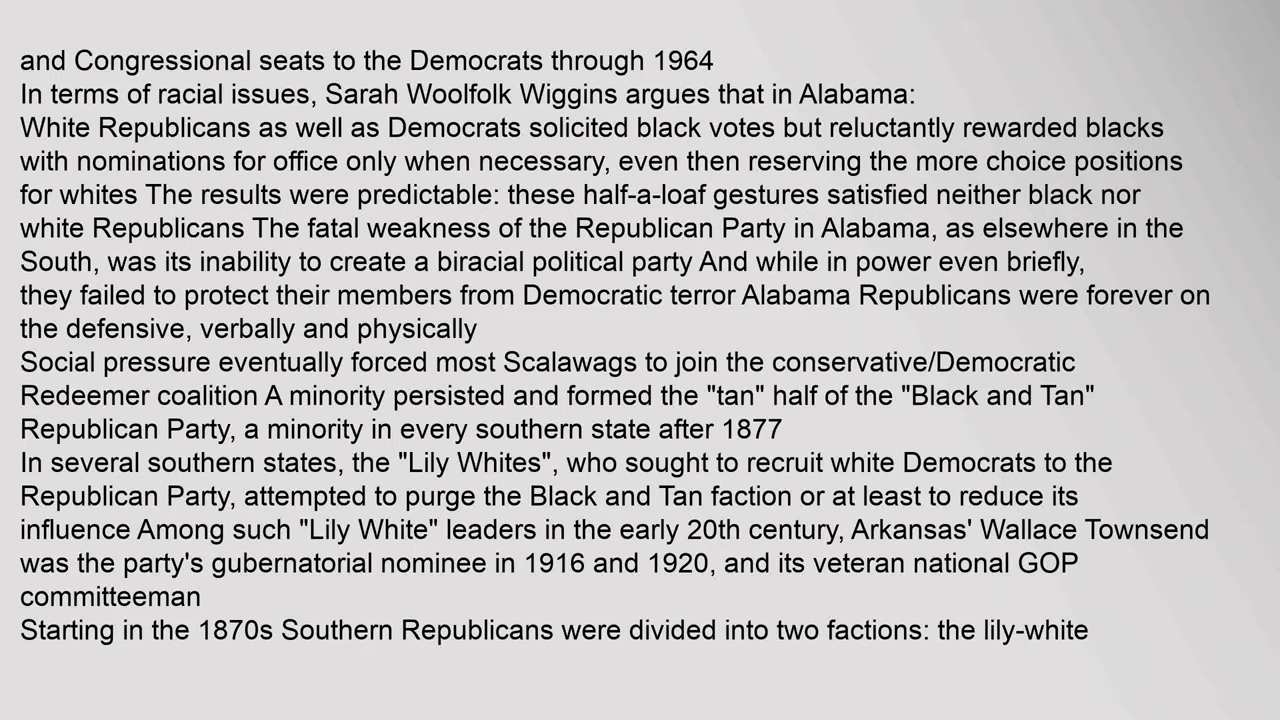 and Congressional seats to the Democrats through 1964
In terms of racial issues, Sarah Woolfolk Wiggins argues that in Alabama:
White Republicans as well as Democrats solicited black votes but reluctantly rewarded blacks
with nominations for office only when necessary, even then reserving the more choice positions
for whites The results were predictable: these half-a-loaf gestures satisfied neither black nor
white Republicans The fatal weakness of the Republican Party in Alabama, as elsewhere in the
South, was its inability to create a biracial political party And while in power even briefly,
they failed to protect their members from Democratic terror Alabama Republicans were forever on
the defensive, verbally and physically
Social pressure eventually forced most Scalawags to join the conservative/Democratic
Redeemer coalition A minority persisted and formed the "tan" half of the "Black and Tan"
Republican Party, a minority in every southern state after 1877
In several southern states, the "Lily Whites", who sought to recruit white Democrats to the
Republican Party, attempted to purge the Black and Tan faction or at least to reduce its
influence Among such "Lily White" leaders in the early 20th century, Arkansas' Wallace Townsend
was the party's gubernatorial nominee in 1916 and 1920, and its veteran national GOP
committeeman
Starting in the 1870s Southern Republicans were divided into two factions: the lily-white